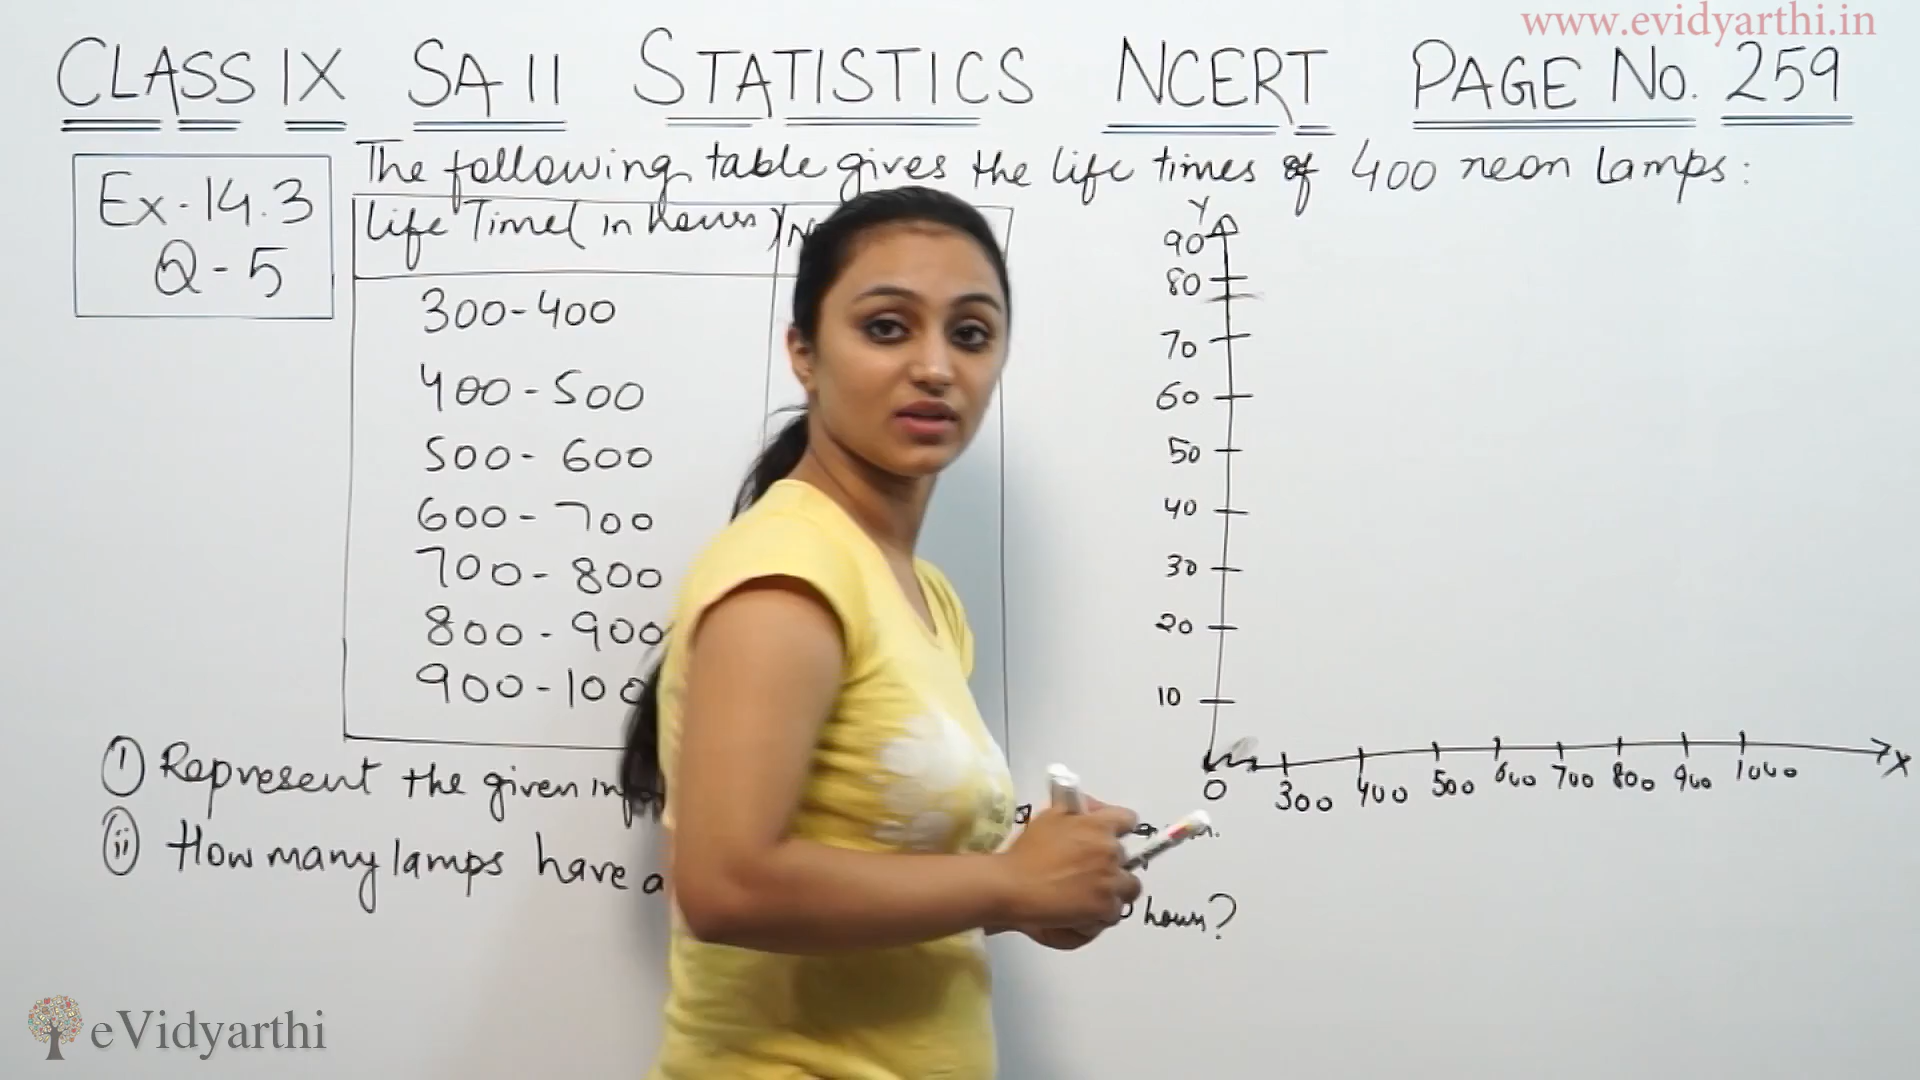 www.evidyarthi.in
CLASS IX SA II STATISTICS NCERT PAGE No. 259
Ex-14.3
Q-5
The following table gives the life times of 400 neon lamps:
Life Time (in hours)
300-400
400-500
500-600
600-700
700-800
800-900
900-100
i Represent the given
ii How many lamps have a
hours?
Y
90
80
70
60
50
40
30
20
10
0 300 400 500 600 700 800 900 1000 X
eVidyarthi